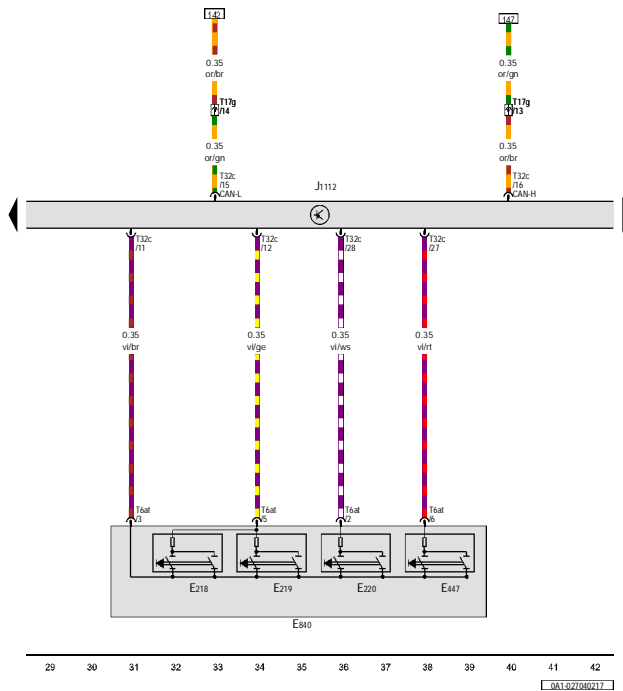 142 147
0.35 0.35
or/br or/gn
T17g T17g
/14 /13
0.35 0.35
or/gn or/br
T32c T32c
/15 /16
CAN-L CAN-H
J1112
T32c T32c T32c T32c
/11 /12 /28 /27
0.35 0.35 0.35 0.35
vi/br vi/ge vi/ws vi/rt
T6at T6at T6at T6at
/3 /5 /2 /6
E218 E219 E220 E447
E840
29 30 31 32 33 34 35 36 37 38 39 40 41 42
0A1-027040217